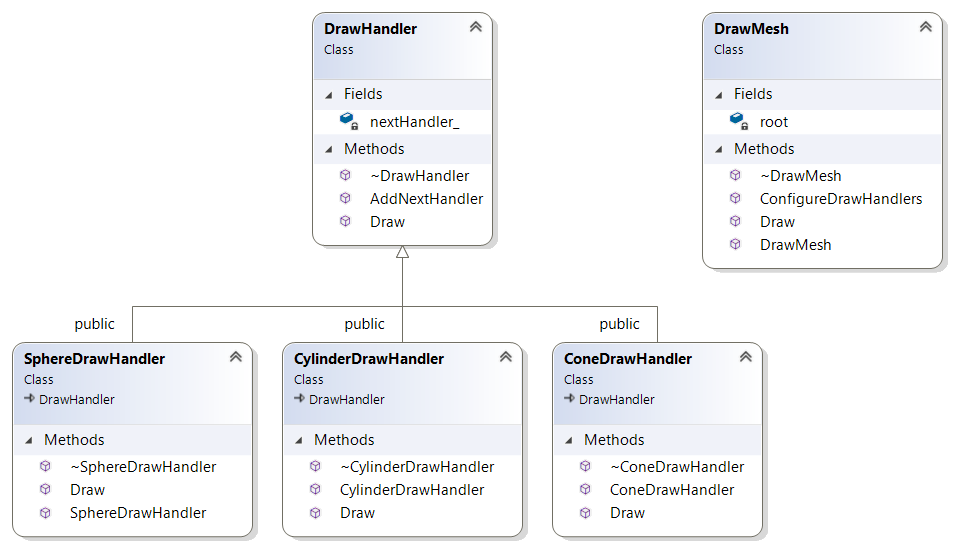 DrawHandler
Class
Fields
nextHandler_
Methods
~DrawHandler
AddNextHandler
Draw
DrawMesh
Class
Fields
root
Methods
~DrawMesh
ConfigureDrawHandlers
Draw
DrawMesh
public
public
public
SphereDrawHandler
Class
DrawHandler
Methods
~SphereDrawHandler
Draw
SphereDrawHandler
CylinderDrawHandler
Class
DrawHandler
Methods
~CylinderDrawHandler
CylinderDrawHandler
Draw
ConeDrawHandler
Class
DrawHandler
Methods
~ConeDrawHandler
ConeDrawHandler
Draw